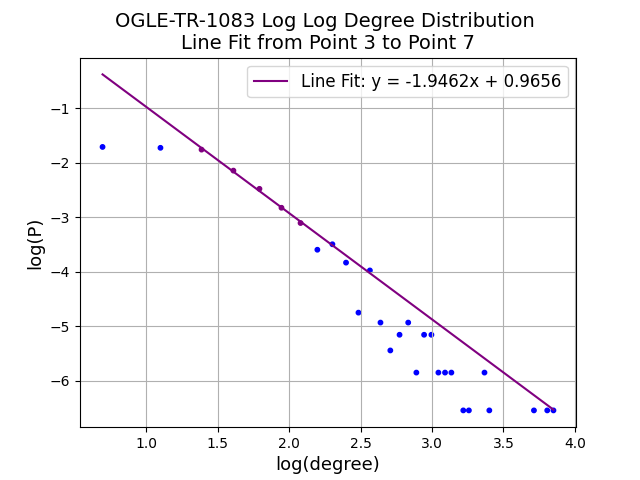 OGLE-TR-1083 Log Log Degree Distribution
Line Fit from Point 3 to Point 7
Line Fit: y = -1.9462x + 0.9656
log(P)
−1
−2
−3
−4
−5
−6
1.0 1.5 2.0 2.5 3.0 3.5 4.0
log(degree)